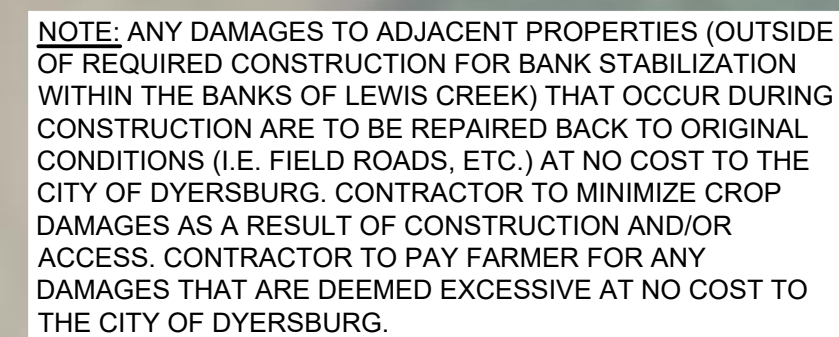 NOTE: ANY DAMAGES TO ADJACENT PROPERTIES (OUTSIDE
OF REQUIRED CONSTRUCTION FOR BANK STABILIZATION
WITHIN THE BANKS OF LEWIS CREEK) THAT OCCUR DURING
CONSTRUCTION ARE TO BE REPAIRED BACK TO ORIGINAL
CONDITIONS (I.E. FIELD ROADS, ETC.) AT NO COST TO THE
CITY OF DYERSBURG. CONTRACTOR TO MINIMIZE CROP
DAMAGES AS A RESULT OF CONSTRUCTION AND/OR
ACCESS. CONTRACTOR TO PAY FARMER FOR ANY
DAMAGES THAT ARE DEEMED EXCESSIVE AT NO COST TO
THE CITY OF DYERSBURG.